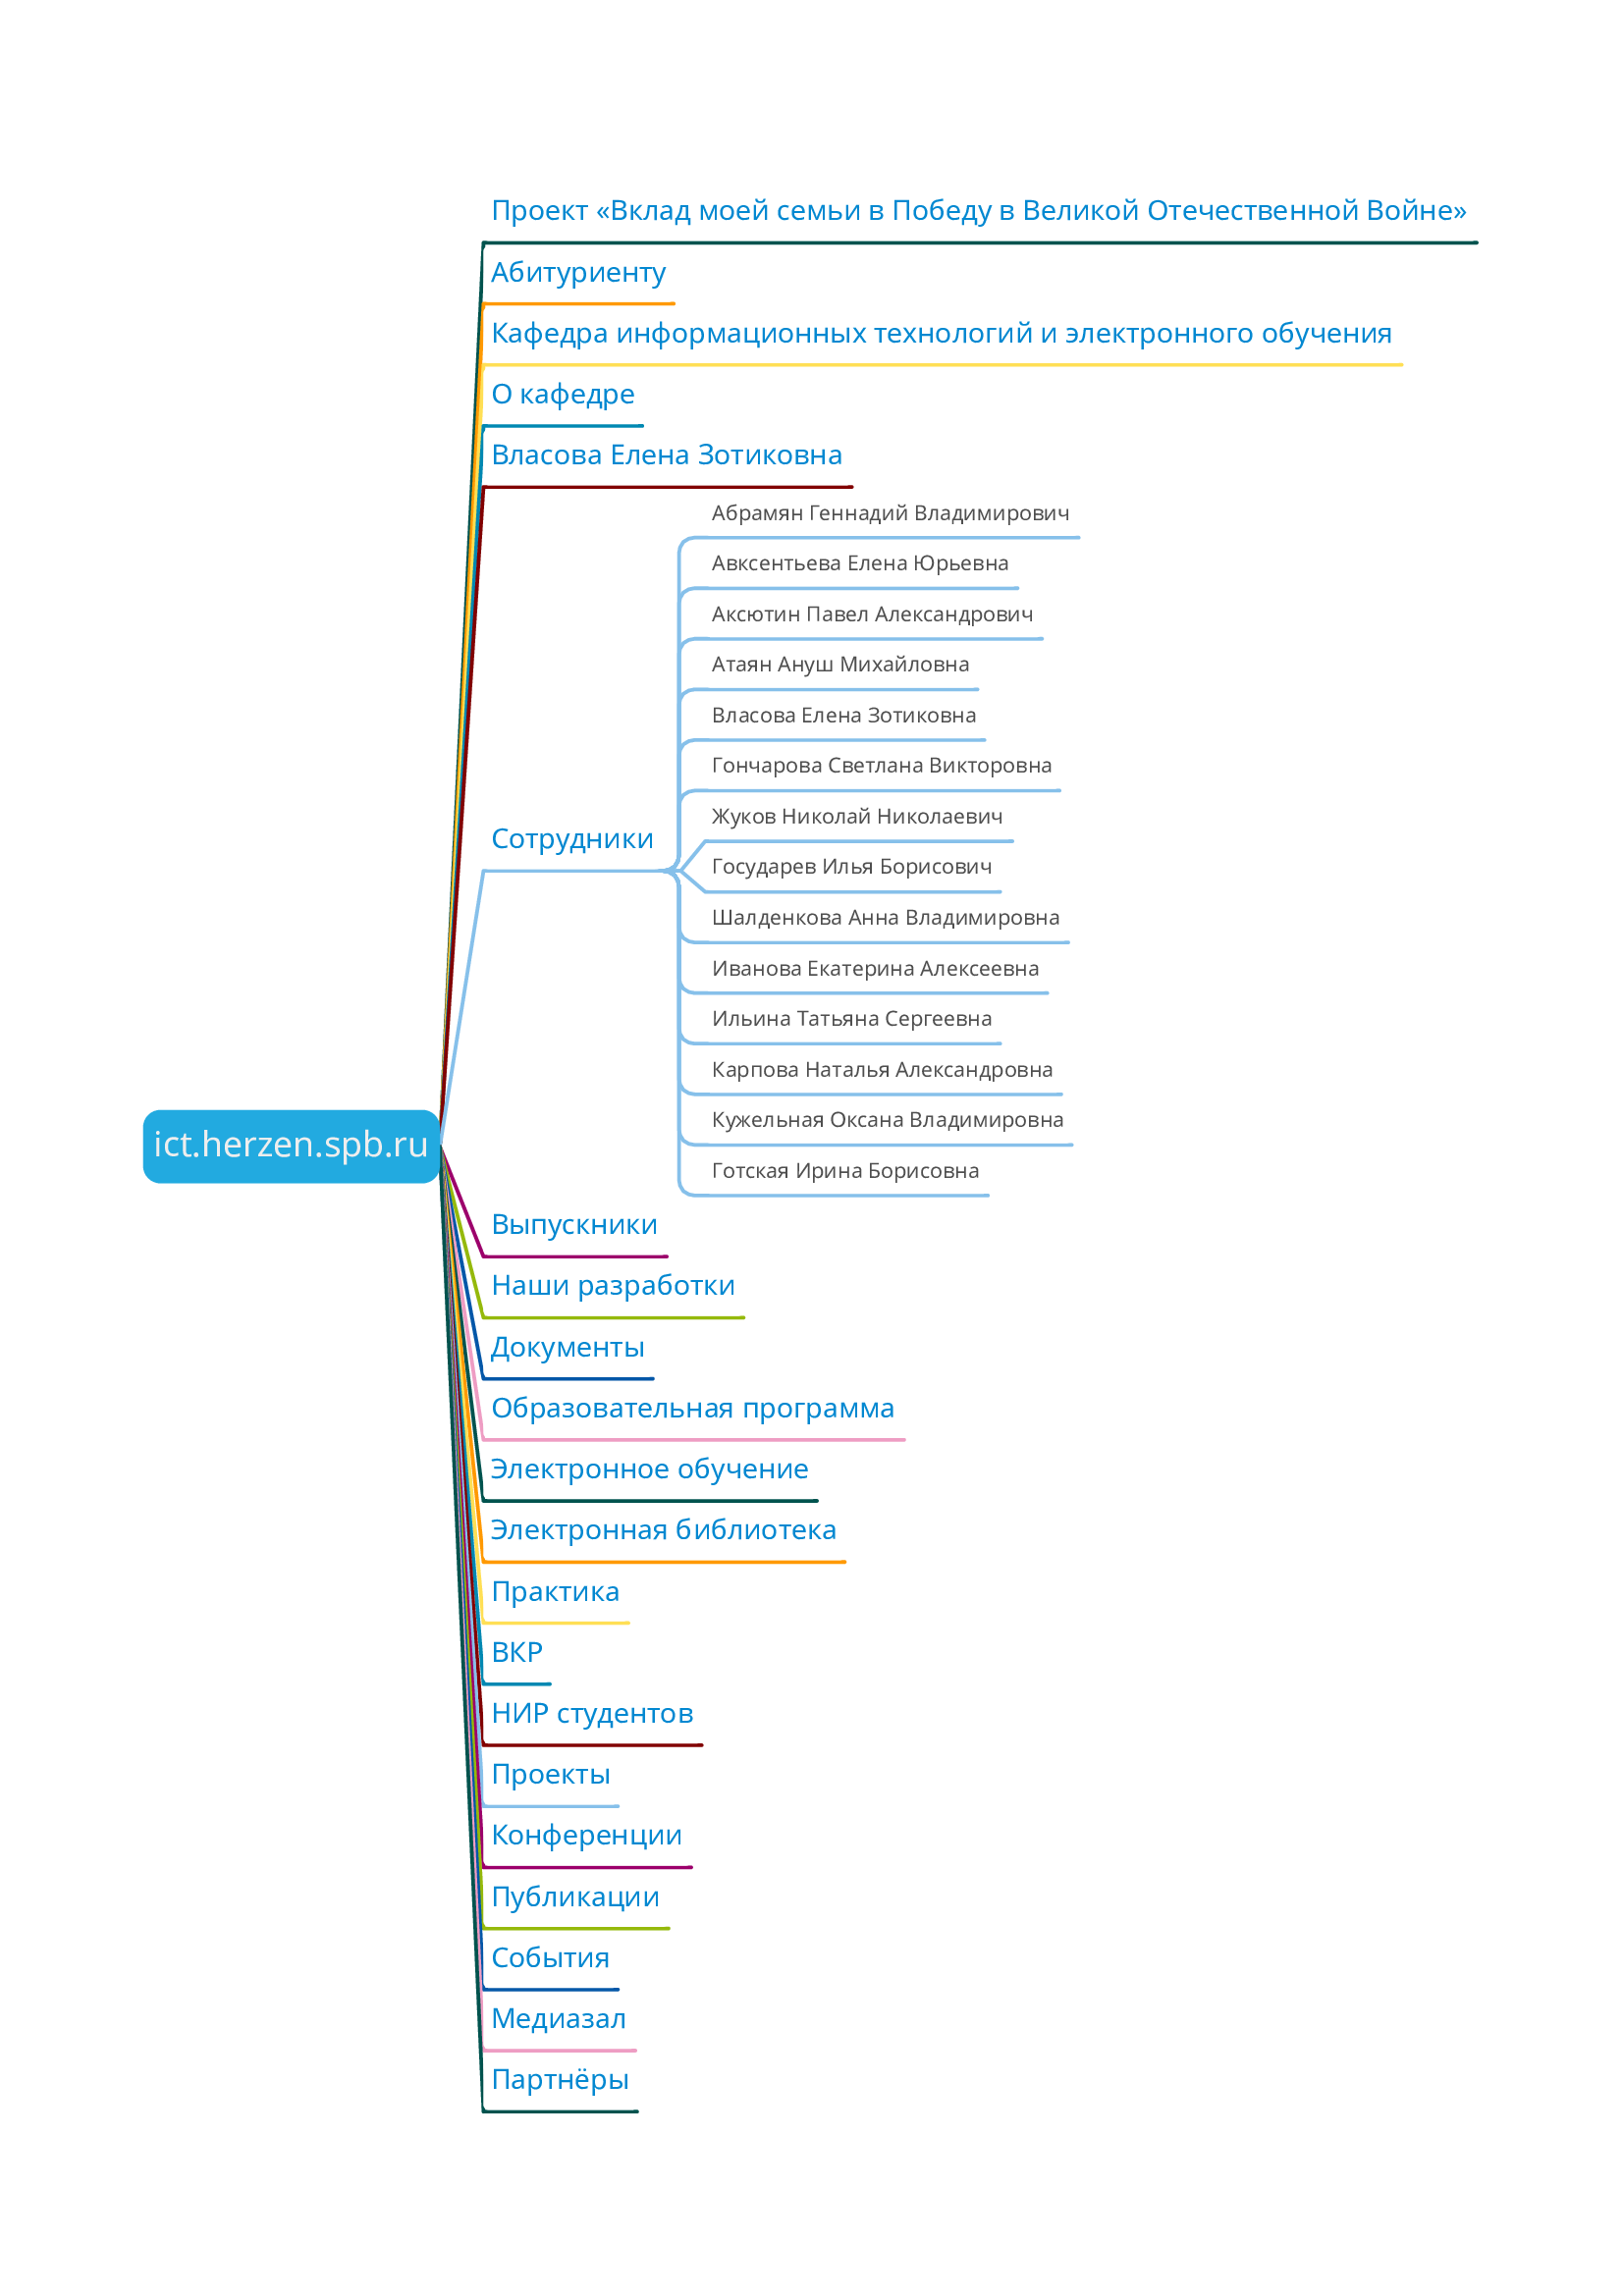 Проект «Вклад моей семьи в Победу в Великой Отечественной Войне»
Абитуриенту
Кафедра информационных технологий и электронного обучения
О кафедре
Власова Елена Зотиковна
Сотрудники
Абрамян Геннадий Владимирович
Авксентьева Елена Юрьевна
Аксютин Павел Александрович
Атаян Ануш Михайловна
Власова Елена Зотиковна
Гончарова Светлана Викторовна
Жуков Николай Николаевич
Государев Илья Борисович
Шалденкова Анна Владимировна
Иванова Екатерина Алексеевна
Ильина Татьяна Сергеевна
Карпова Наталья Александровна
Кужельная Оксана Владимировна
Готская Ирина Борисовна
ict.herzen.spb.ru
Выпускники
Наши разработки
Документы
Образовательная программа
Электронное обучение
Электронная библиотека
Практика
ВКР
НИР студентов
Проекты
Конференции
Публикации
События
Медиазал
Партнёры